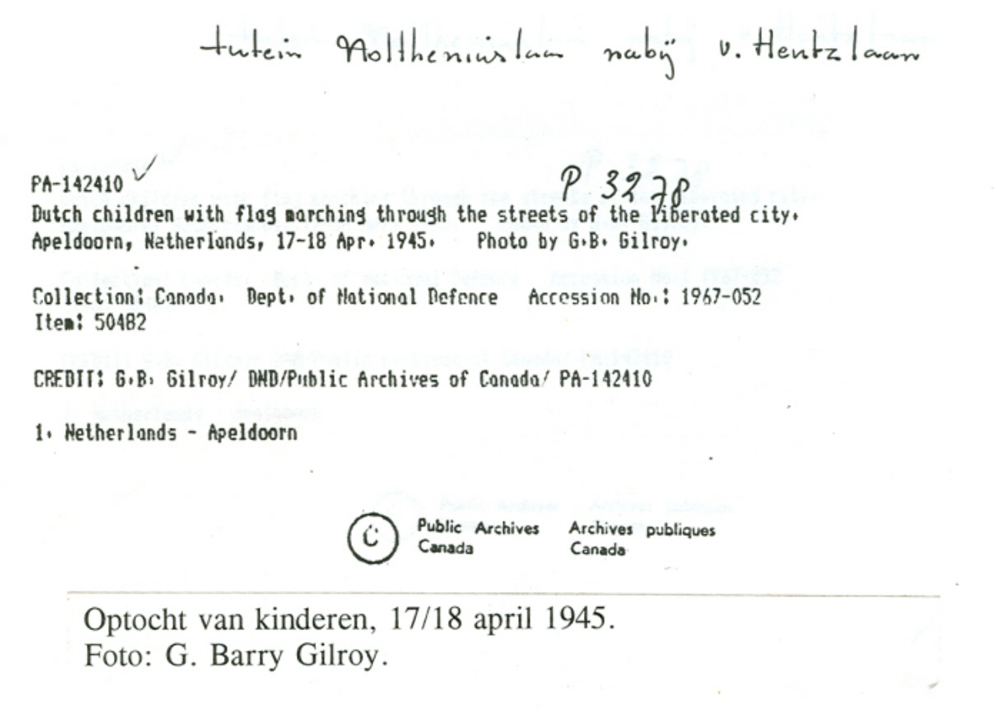 tutein Noltheniuslaan nabij v. Hentzlaan
PA-142410 ✓
P 3278
Dutch children with flag marching through the streets of the liberated city.
Apeldoorn, Netherlands, 17-18 Apr. 1945. Photo by G.B. Gilroy.
Collection: Canada. Dept. of National Defence Accession No.: 1967-052
Item: 50482
CREDIT: G.B. Gilroy/ DND/Public Archives of Canada/ PA-142410
1. Netherlands - Apeldoorn
© Public Archives Archives publiques
Canada Canada
Optocht van kinderen, 17/18 april 1945.
Foto: G. Barry Gilroy.